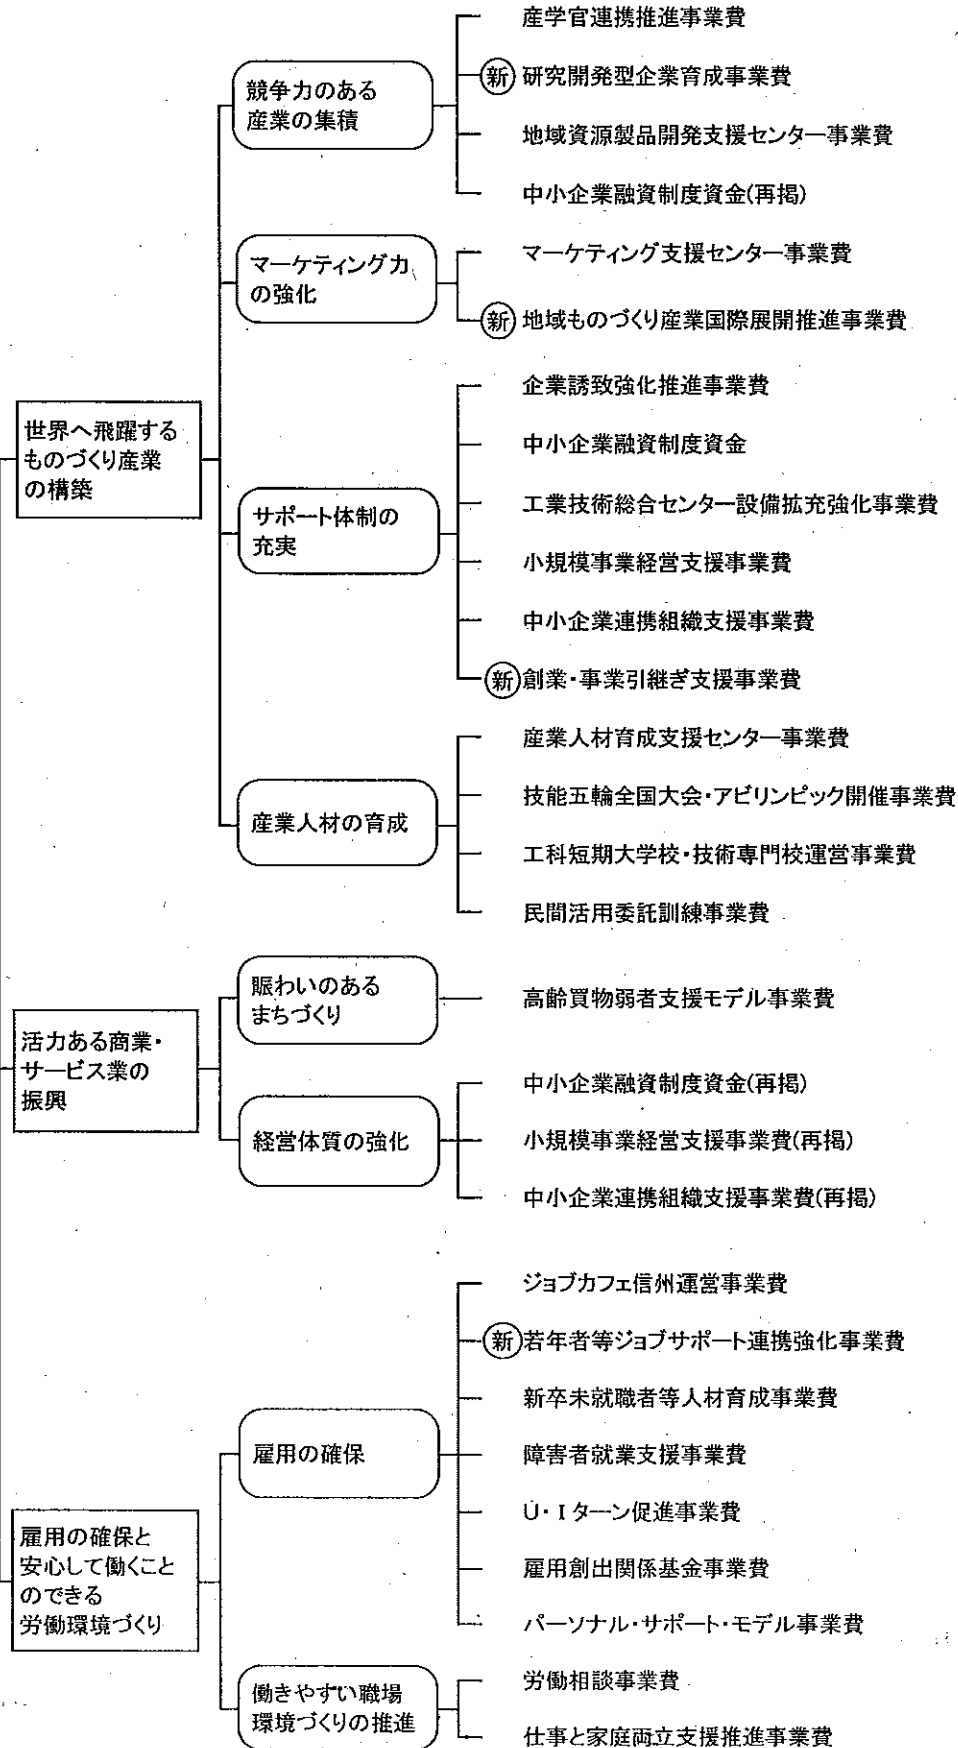 世界へ飛躍する
ものづくり産業
の構築
競争力のある
産業の集積
産学官連携推進事業費
新 研究開発型企業育成事業費
地域資源製品開発支援センター事業費
中小企業融資制度資金(再掲)
マーケティング力
の強化
マーケティング支援センター事業費
新 地域ものづくり産業国際展開推進事業費
サポート体制の
充実
企業誘致強化推進事業費
中小企業融資制度資金
工業技術総合センター設備拡充強化事業費
小規模事業経営支援事業費
中小企業連携組織支援事業費
新 創業・事業引継ぎ支援事業費
産業人材の育成
産業人材育成支援センター事業費
技能五輪全国大会・アビリンピック開催事業費
工科短期大学校・技術専門校運営事業費
民間活用委託訓練事業費
活力ある商業・
サービス業の
振興
賑わいのある
まちづくり
高齢買物弱者支援モデル事業費
経営体質の強化
中小企業融資制度資金(再掲)
小規模事業経営支援事業費(再掲)
中小企業連携組織支援事業費(再掲)
雇用の確保と
安心して働くこと
のできる
労働環境づくり
雇用の確保
ジョブカフェ信州運営事業費
新 若年者等ジョブサポート連携強化事業費
新卒未就職者等人材育成事業費
障害者就業支援事業費
U・Iターン促進事業費
雇用創出関係基金事業費
パーソナル・サポート・モデル事業費
働きやすい職場
環境づくりの推進
労働相談事業費
仕事と家庭両立支援推進事業費